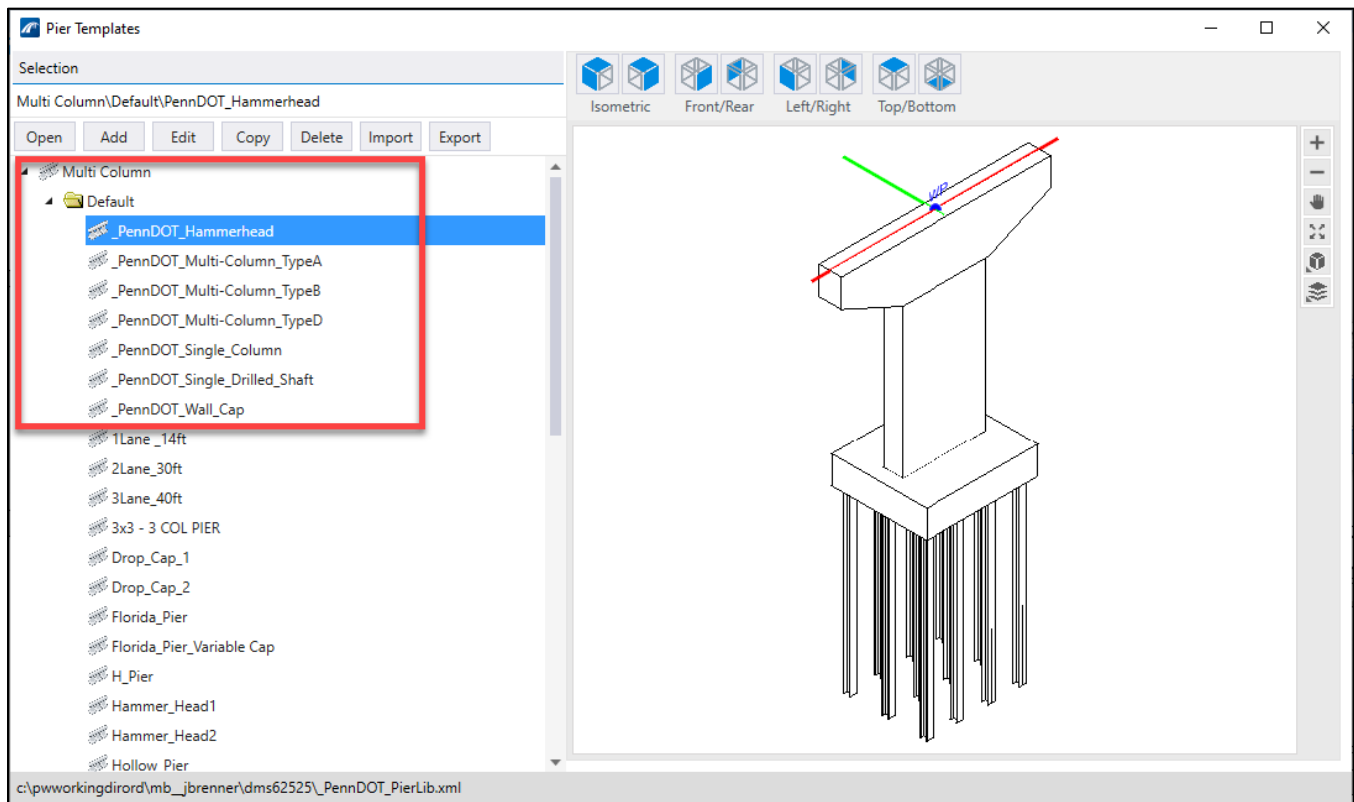 Pier Templates
Selection
Multi Column\Default\PennDOT_Hammerhead
Open Add Edit Copy Delete Import Export
Isometric Front/Rear Left/Right Top/Bottom
Multi Column
Default
_PennDOT_Hammerhead
_PennDOT_Multi-Column_TypeA
_PennDOT_Multi-Column_TypeB
_PennDOT_Multi-Column_TypeD
_PennDOT_Single_Column
_PennDOT_Single_Drilled_Shaft
_PennDOT_Wall_Cap
1Lane _14ft
2Lane_30ft
3Lane_40ft
3x3 - 3 COL PIER
Drop_Cap_1
Drop_Cap_2
Florida_Pier
Florida_Pier_Variable Cap
H_Pier
Hammer_Head1
Hammer_Head2
Hollow_Pier
WP
c:\pwworkingdirord\mb__jbrenner\dms62525\_PennDOT_PierLib.xml